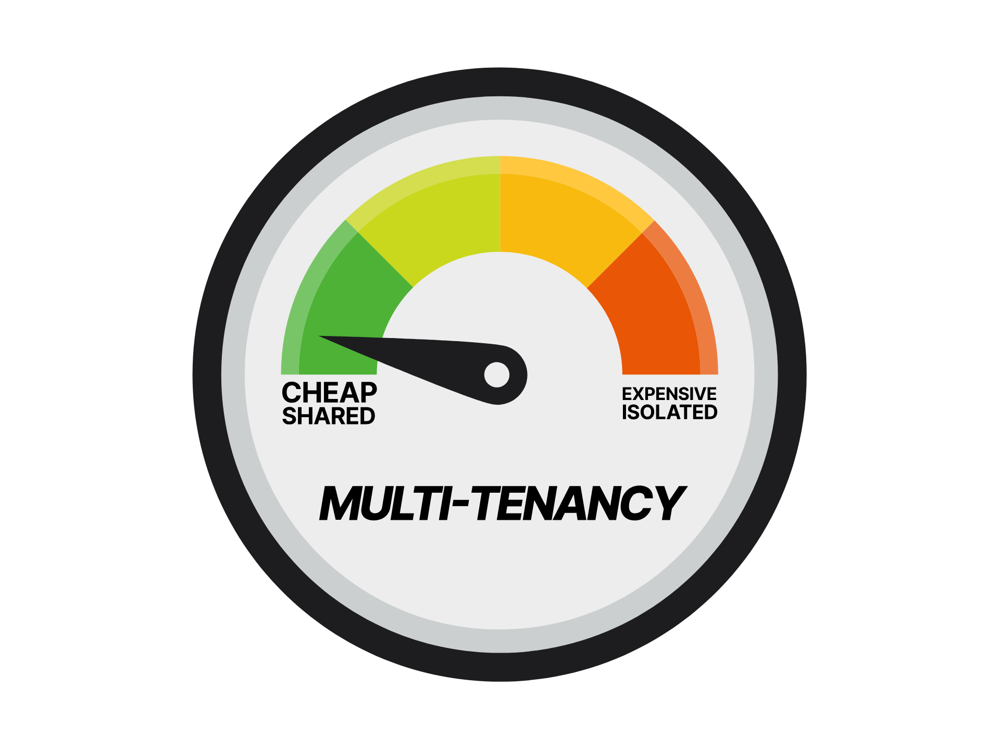 CHEAP
SHARED
EXPENSIVE
ISOLATED
MULTI-TENANCY